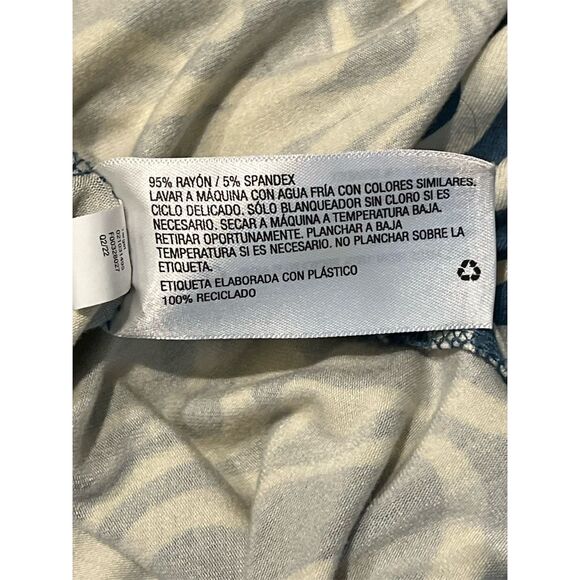 95% RAYÓN / 5% SPANDEX
LAVAR A MÁQUINA CON AGUA FRÍA CON COLORES SIMILARES.
CICLO DELICADO. SÓLO BLANQUEADOR SIN CLORO SI ES
NECESARIO. SECAR A MÁQUINA A TEMPERATURA BAJA.
RETIRAR OPORTUNAMENTE. PLANCHAR A BAJA
TEMPERATURA SI ES NECESARIO. NO PLANCHAR SOBRE LA
ETIQUETA.
ETIQUETA ELABORADA CON PLÁSTICO
100% RECICLADO
02/22